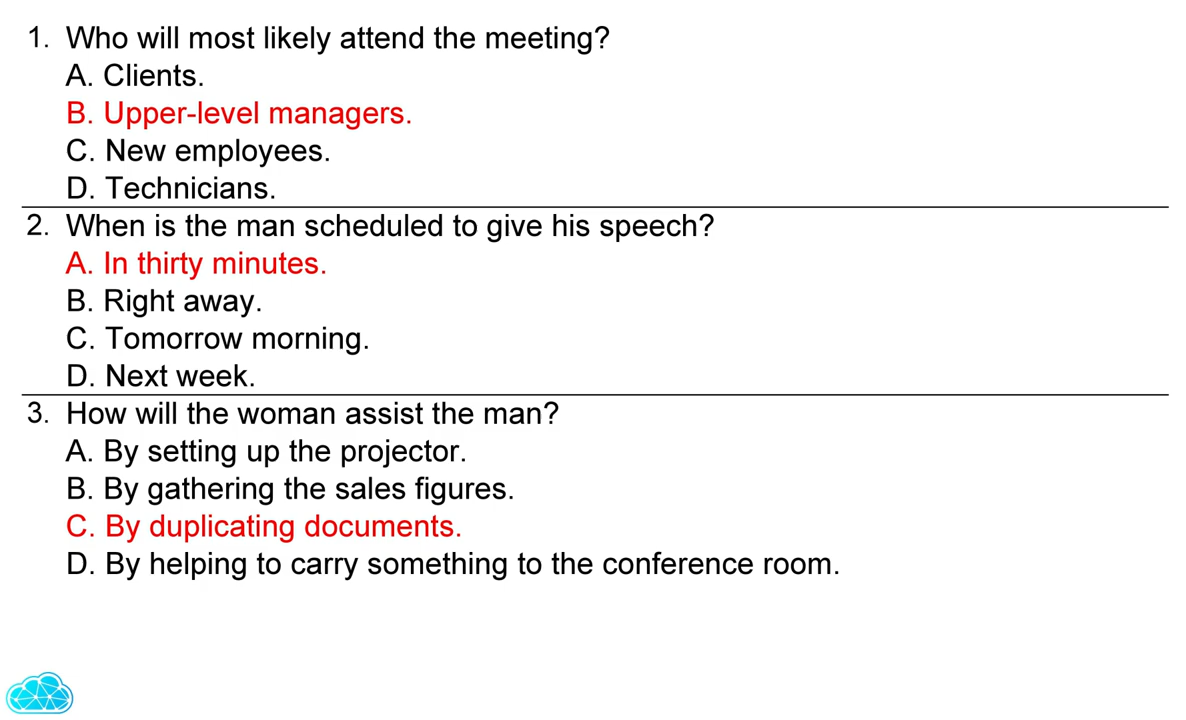 1. Who will most likely attend the meeting?
A. Clients.
B. Upper-level managers.
C. New employees.
D. Technicians.
2. When is the man scheduled to give his speech?
A. In thirty minutes.
B. Right away.
C. Tomorrow morning.
D. Next week.
3. How will the woman assist the man?
A. By setting up the projector.
B. By gathering the sales figures.
C. By duplicating documents.
D. By helping to carry something to the conference room.